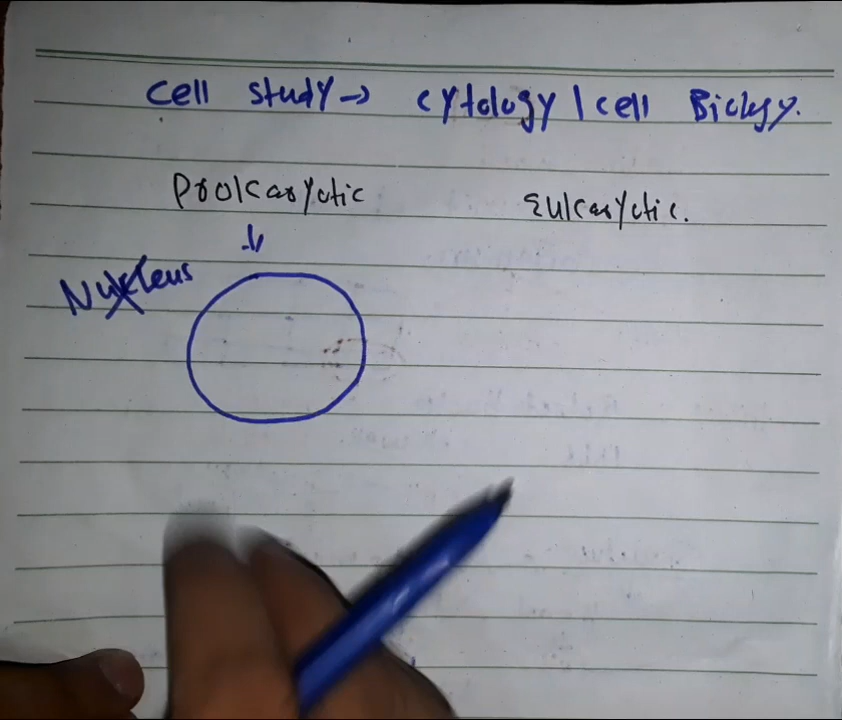 Cell study → cytology / cell Biology.
Prokaryotic Eukaryotic.
↓
Nucleus